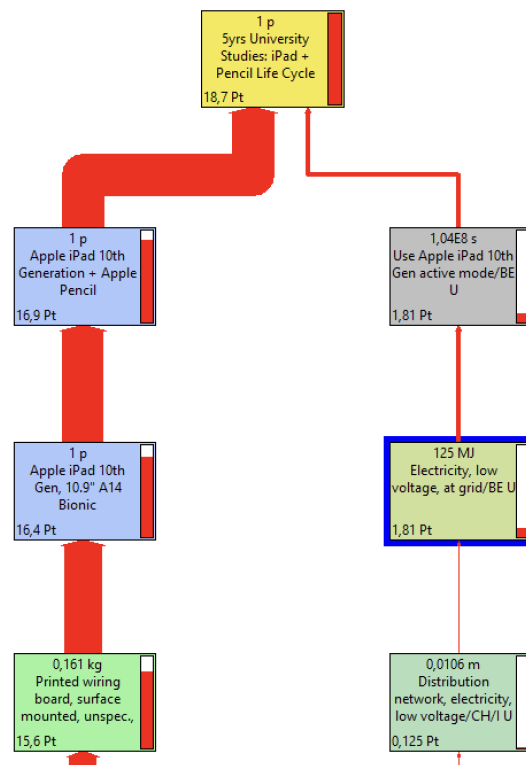 1 p
5yrs University
Studies: iPad +
Pencil Life Cycle
18,7 Pt
1 p
Apple iPad 10th
Generation + Apple
Pencil
16,9 Pt
1,04E8 s
Use Apple iPad 10th
Gen active mode/BE
U
1,81 Pt
1 p
Apple iPad 10th
Gen, 10.9" A14
Bionic
16,4 Pt
125 MJ
Electricity, low
voltage, at grid/BE U
1,81 Pt
0,161 kg
Printed wiring
board, surface
mounted, unspec.,
15,6 Pt
0,0106 m
Distribution
network, electricity,
low voltage/CH/I U
0,125 Pt